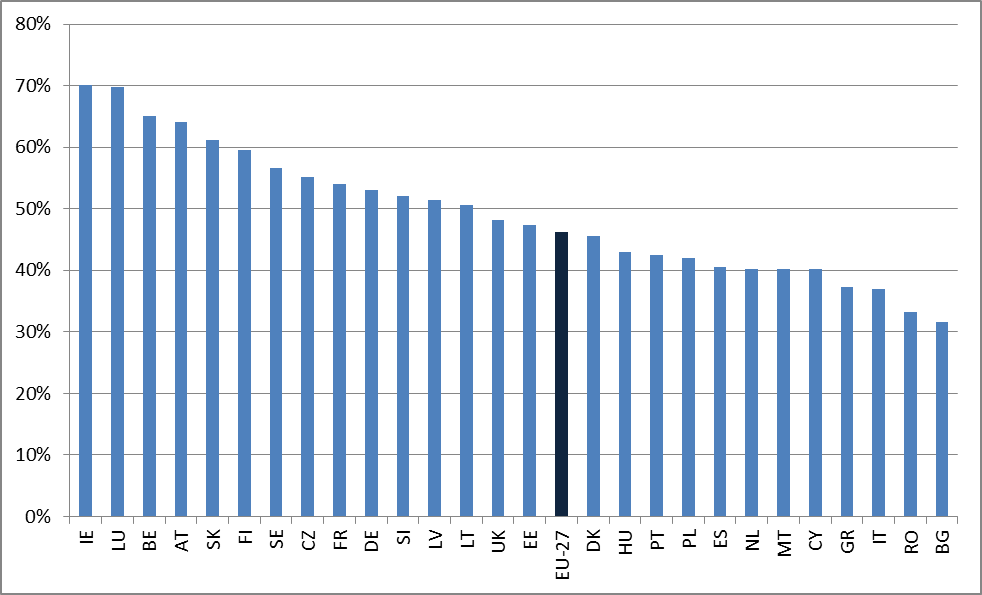 80%
70%
60%
50%
40%
30%
20%
10%
0%
IE
LU
BE
AT
SK
FI
SE
CZ
FR
DE
SI
LV
LT
UK
EE
EU-27
DK
HU
PT
PL
ES
NL
MT
CY
GR
IT
RO
BG